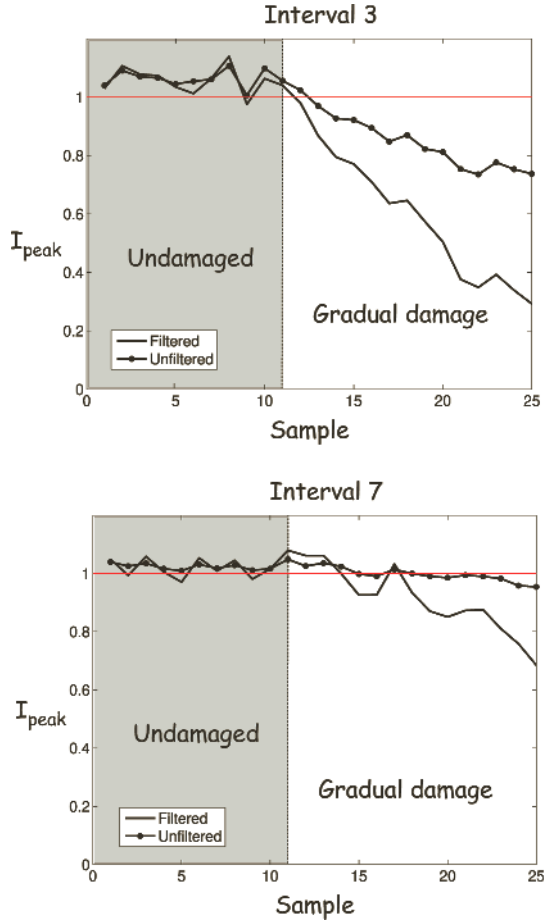 Interval 3
1
0.8
0.6
I_peak
0.4
0.2
0
Undamaged
Gradual damage
Filtered
Unfiltered
0 5 10 15 20 25
Sample
Interval 7
1
0.8
0.6
I_peak
0.4
0.2
0
Undamaged
Gradual damage
Filtered
Unfiltered
0 5 10 15 20 25
Sample